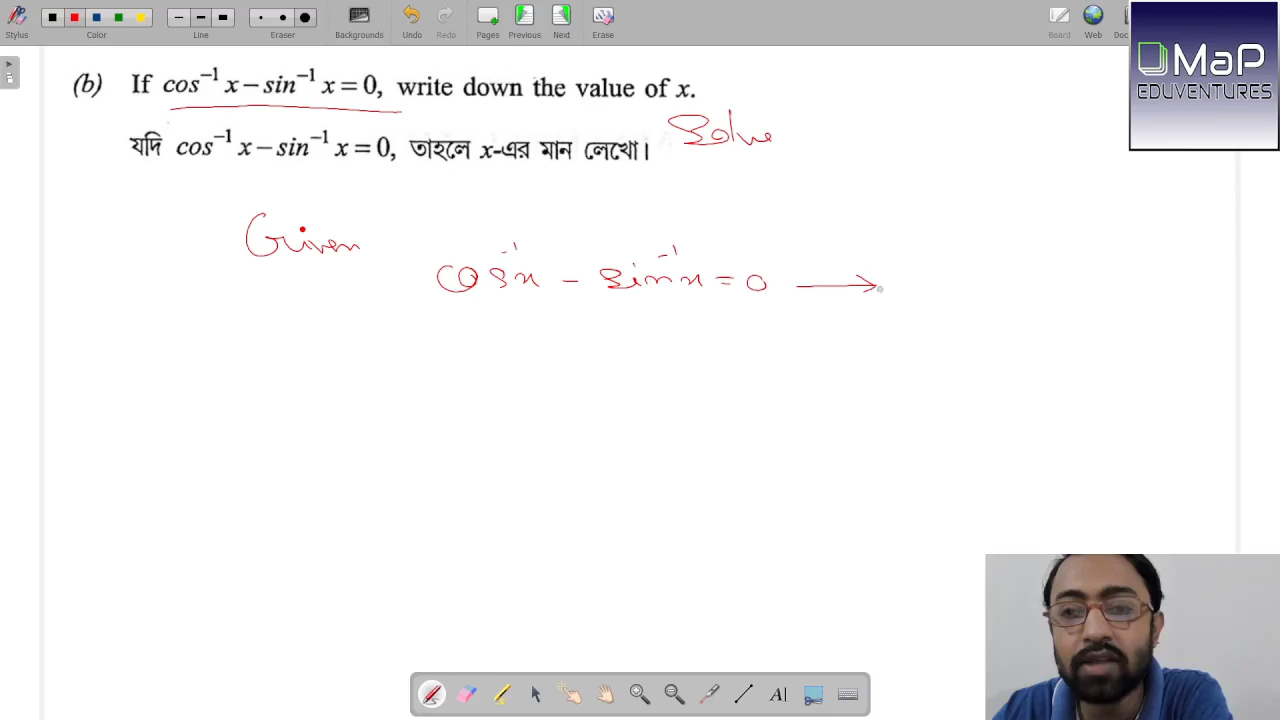 Color Line Eraser Backgrounds Undo Redo Pages Previous Next Erase Board Web
Stylus
MaP
EDUVENTURES
(b) If cos⁻¹ x − sin⁻¹ x = 0, write down the value of x.
Solve
যদি cos⁻¹ x − sin⁻¹ x = 0, তাহলে x-এর মান লেখো।
Given
cos⁻¹x − sin⁻¹x = 0 ⟶
AI